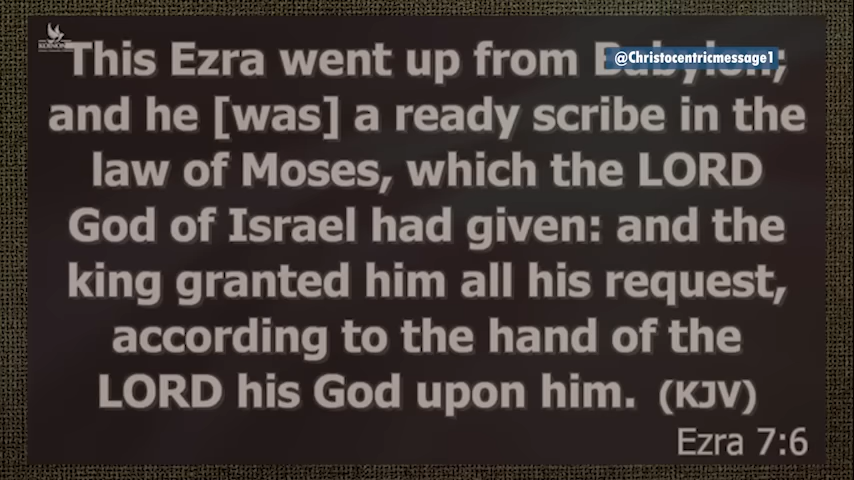 @Christocentricmessage1
This Ezra went up from Babylon;
and he [was] a ready scribe in the
law of Moses, which the LORD
God of Israel had given: and the
king granted him all his request,
according to the hand of the
LORD his God upon him. (KJV)
Ezra 7:6